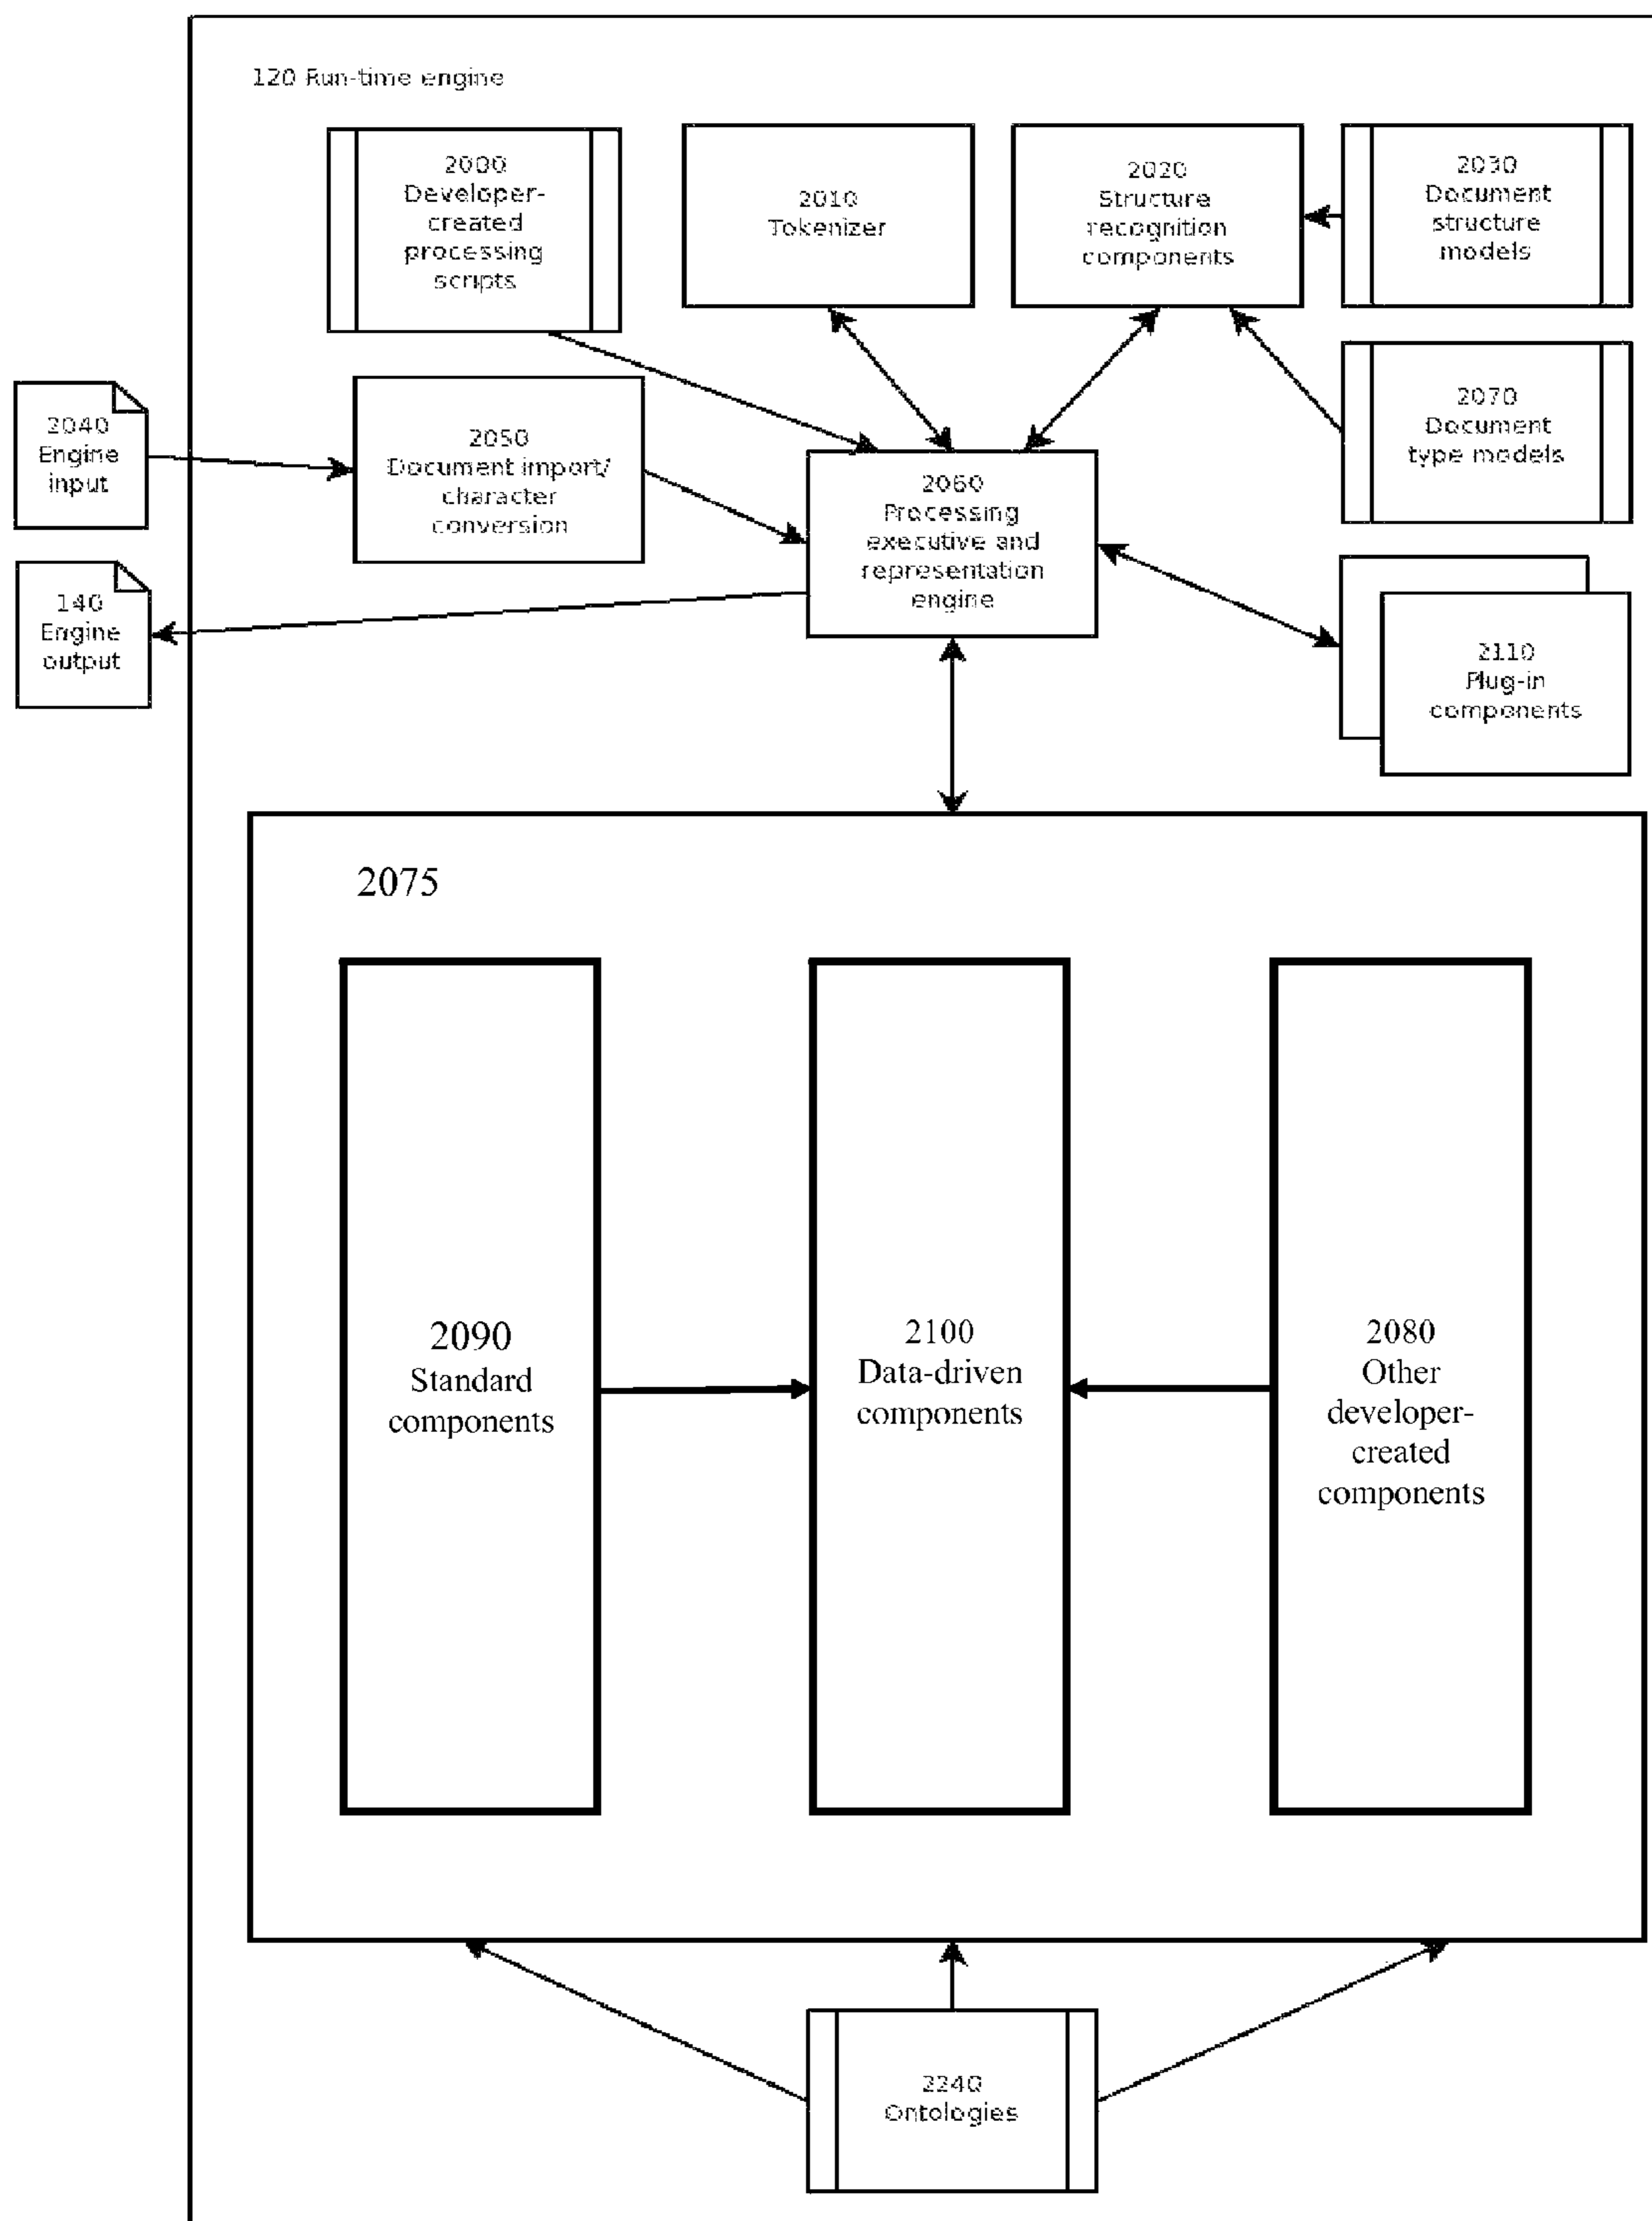 120 Run-time engine
2000
Developer-
created
processing
scripts
2010
Tokenizer
2020
Structure
recognition
components
2030
Document
structure
models
2040
Engine
input
2050
Document import/
character
conversion
2060
Processing
executive and
representation
engine
2070
Document
type models
140
Engine
output
2110
Plug-in
components
2075
2090
Standard
components
2100
Data-driven
components
2080
Other
developer-
created
components
2240
Ontologies